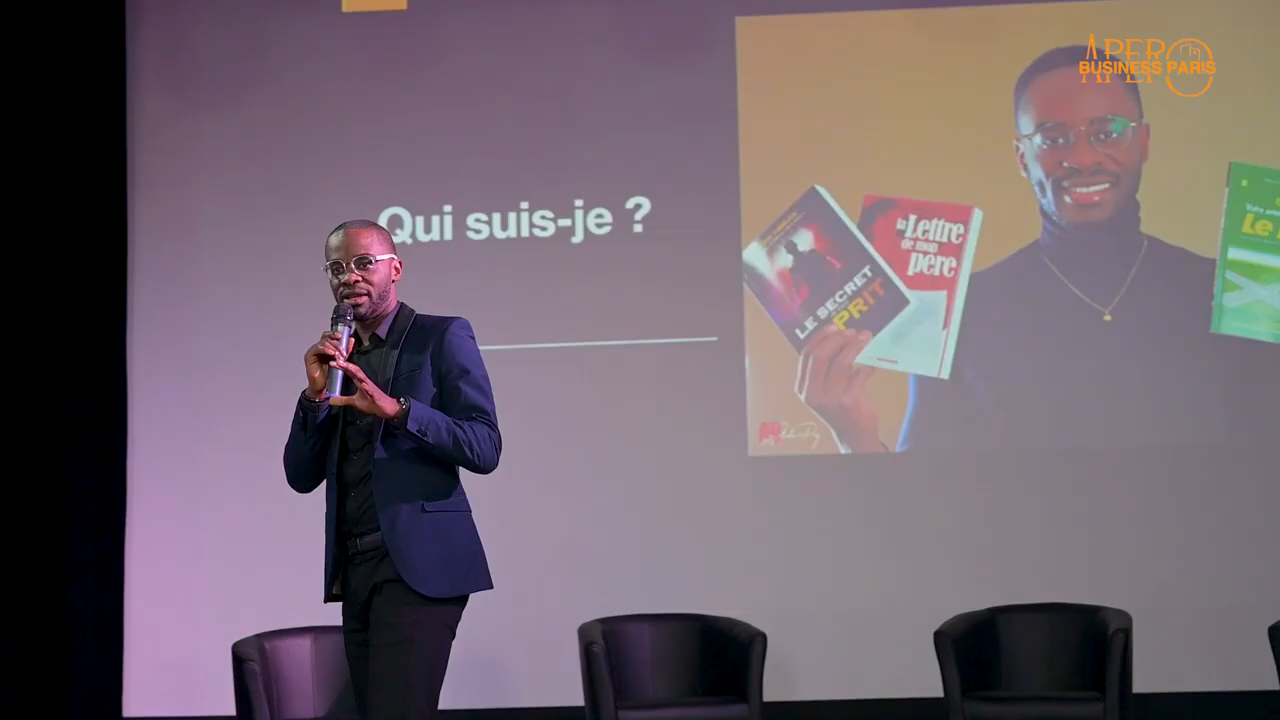 APERO
BUSINESS PARIS
Qui suis-je ?
LE SECRET
PRIT
la Lettre
de mon
père
Le